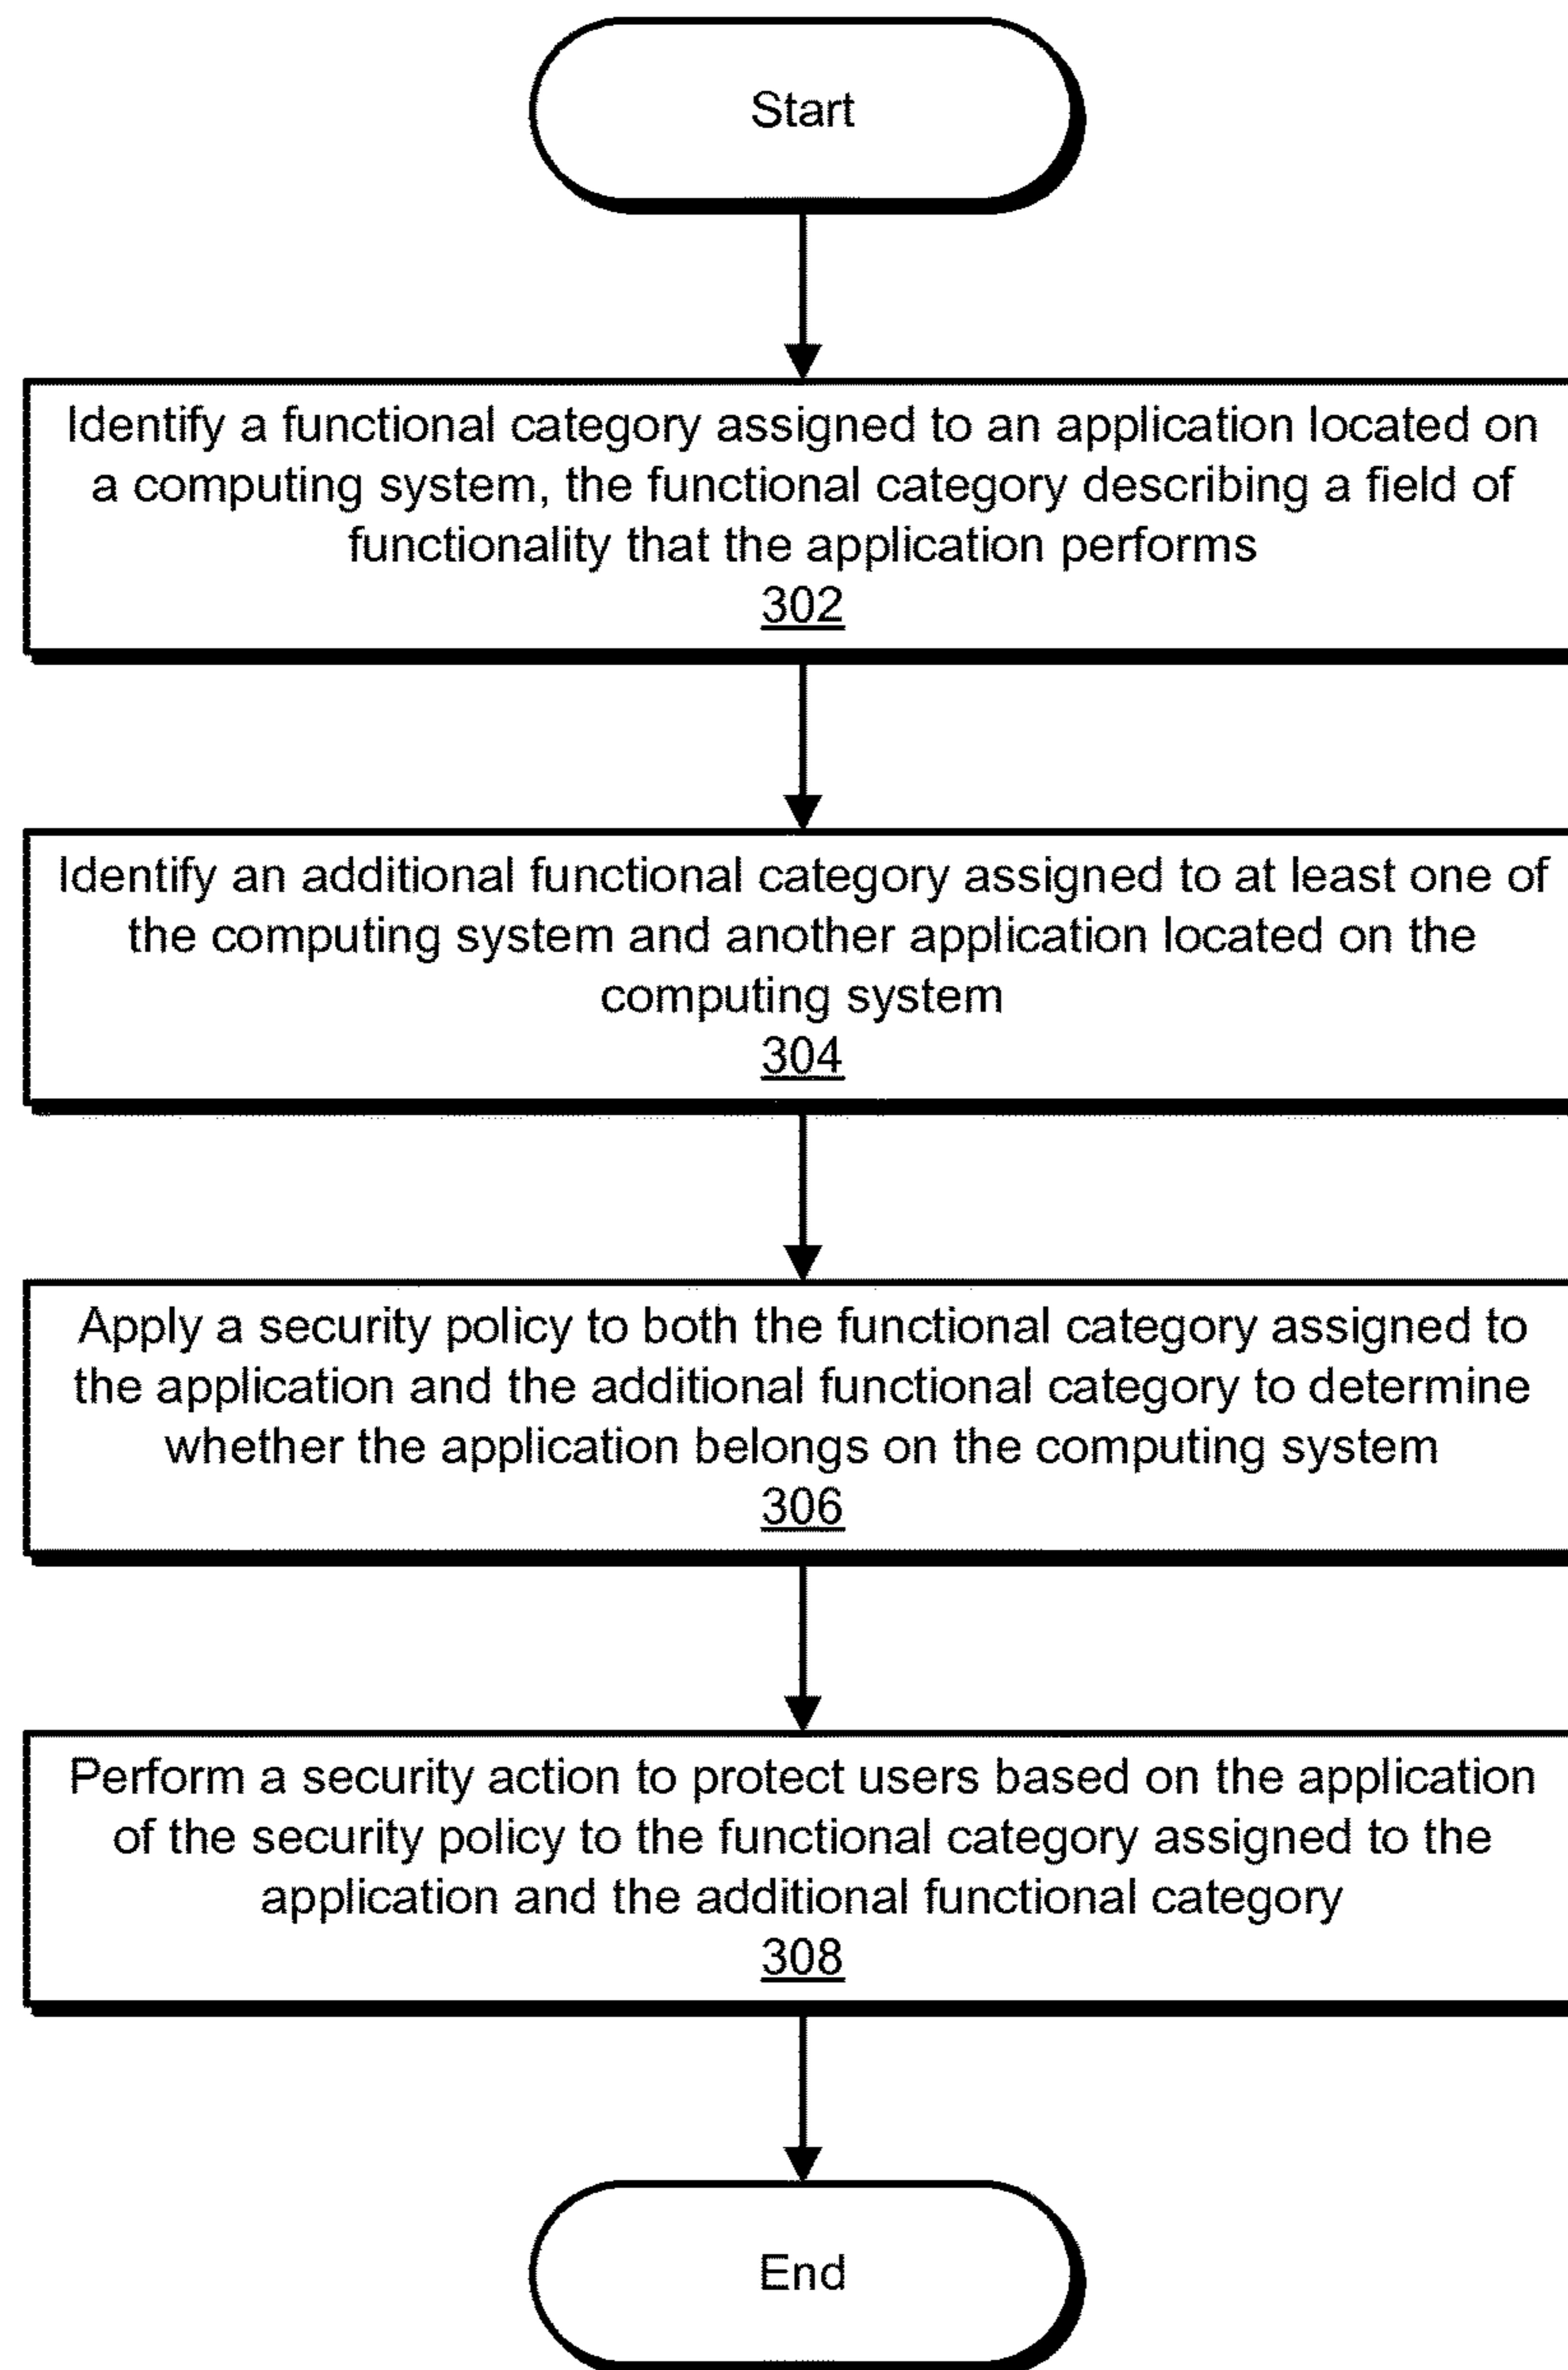 Start
Identify a functional category assigned to an application located on
a computing system, the functional category describing a field of
functionality that the application performs
302
Identify an additional functional category assigned to at least one of
the computing system and another application located on the
computing system
304
Apply a security policy to both the functional category assigned to
the application and the additional functional category to determine
whether the application belongs on the computing system
306
Perform a security action to protect users based on the application
of the security policy to the functional category assigned to the
application and the additional functional category
308
End